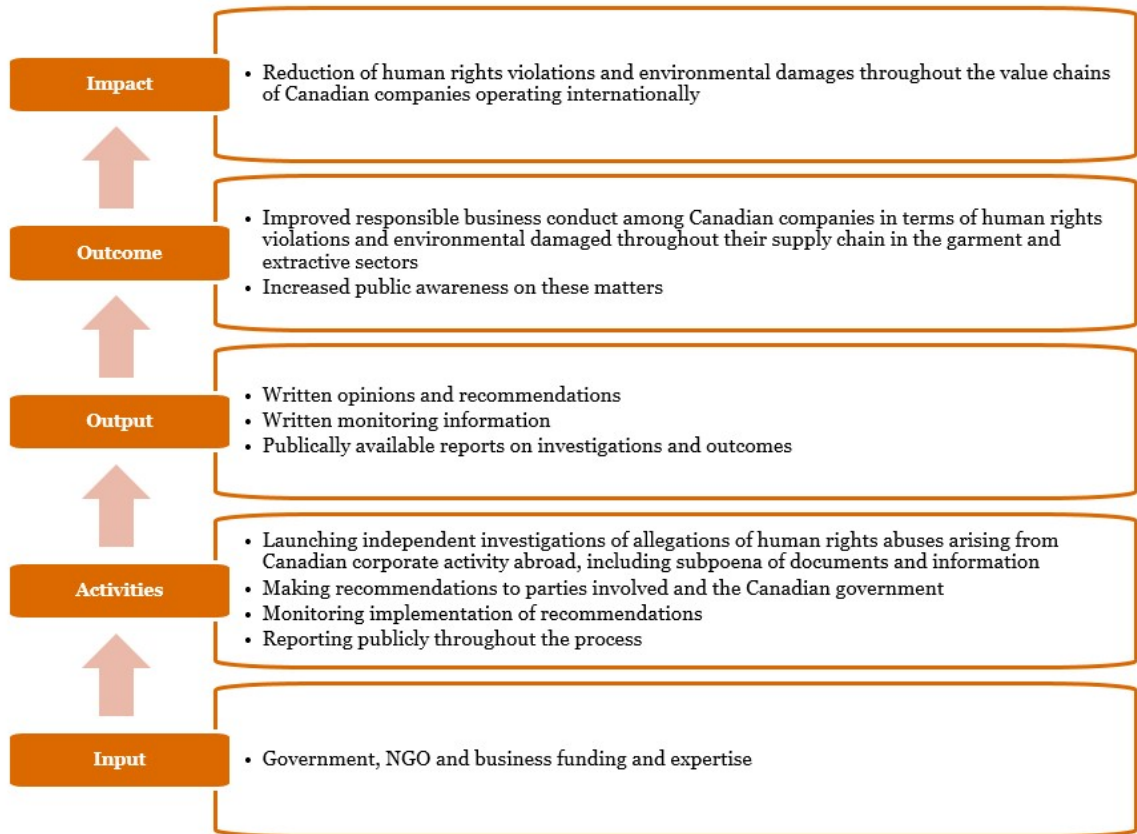 Impact
• Reduction of human rights violations and environmental damages throughout the value chains
of Canadian companies operating internationally
Outcome
• Improved responsible business conduct among Canadian companies in terms of human rights
violations and environmental damaged throughout their supply chain in the garment and
extractive sectors
• Increased public awareness on these matters
Output
• Written opinions and recommendations
• Written monitoring information
• Publically available reports on investigations and outcomes
Activities
• Launching independent investigations of allegations of human rights abuses arising from
Canadian corporate activity abroad, including subpoena of documents and information
• Making recommendations to parties involved and the Canadian government
• Monitoring implementation of recommendations
• Reporting publicly throughout the process
Input
• Government, NGO and business funding and expertise